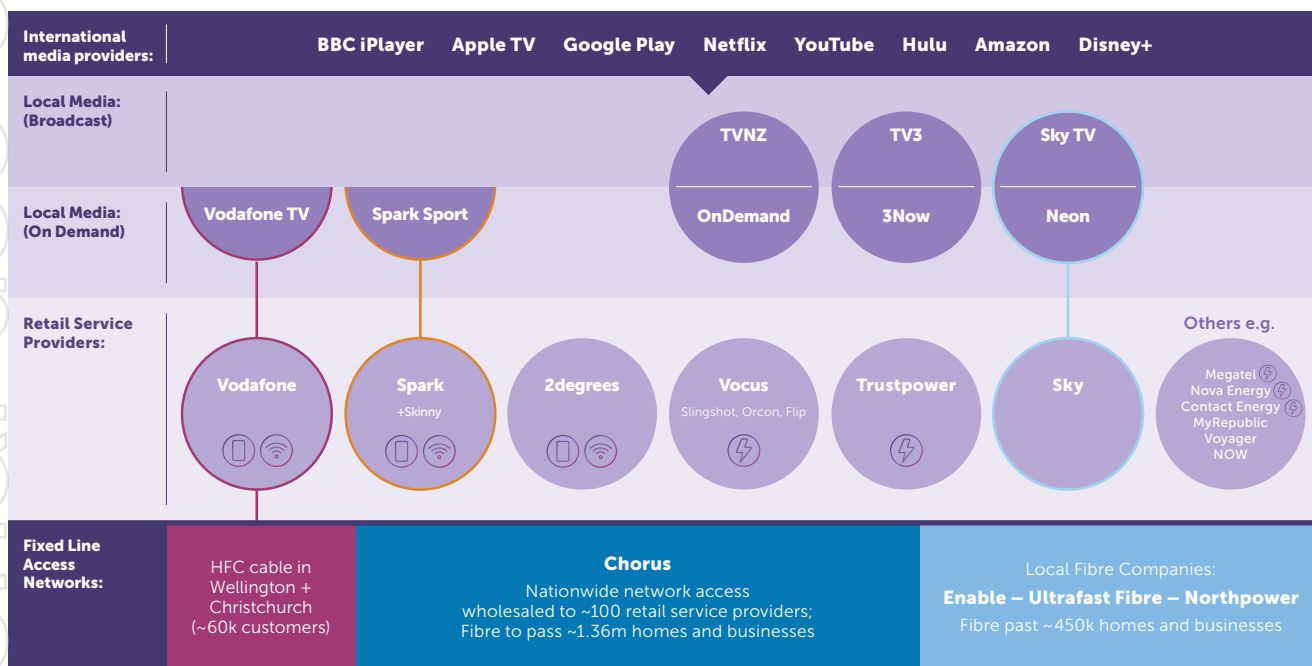 International
media providers:
BBC iPlayer Apple TV Google Play Netflix YouTube Hulu Amazon Disney+
Local Media:
(Broadcast)
TVNZ TV3 Sky TV
Local Media:
(On Demand)
Vodafone TV Spark Sport OnDemand 3Now Neon
Retail Service
Providers:
Others e.g.
Vodafone
Spark
+Skinny
2degrees
Vocus
Slingshot, Orcon, Flip
Trustpower
Sky
Megatel
Nova Energy
Contact Energy
MyRepublic
Voyager
NOW
Fixed Line
Access
Networks:
HFC cable in
Wellington +
Christchurch
(~60k customers)
Chorus
Nationwide network access
wholesaled to ~100 retail service providers;
Fibre to pass ~1.36m homes and businesses
Local Fibre Companies:
Enable – Ultrafast Fibre – Northpower
Fibre past ~450k homes and businesses